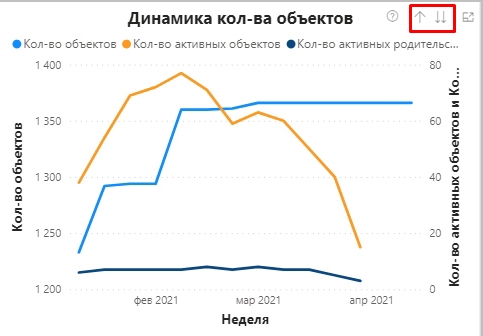 Динамика кол-ва объектов
Кол-во объектов Кол-во активных объектов Кол-во активных родительс...
1 400
1 350
1 300
1 250
1 200
Кол-во объектов
80
60
40
20
0
Кол-во активных объектов и Ко...
фев 2021 мар 2021 апр 2021
Неделя